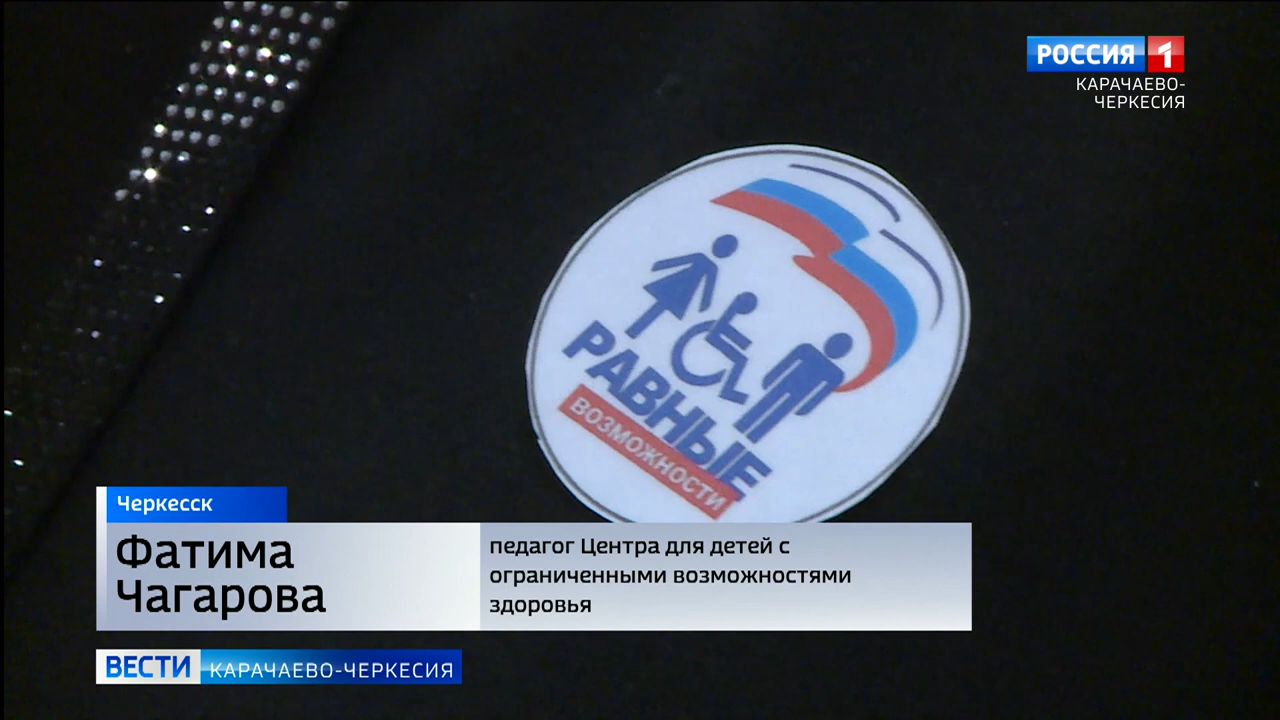 РОССИЯ 1
КАРАЧАЕВО-
ЧЕРКЕСИЯ
РАВНЫЕ
ВОЗМОЖНОСТИ
Черкесск
Фатима
Чагарова
педагог Центра для детей с
ограниченными возможностями
здоровья
ВЕСТИ КАРАЧАЕВО-ЧЕРКЕСИЯ